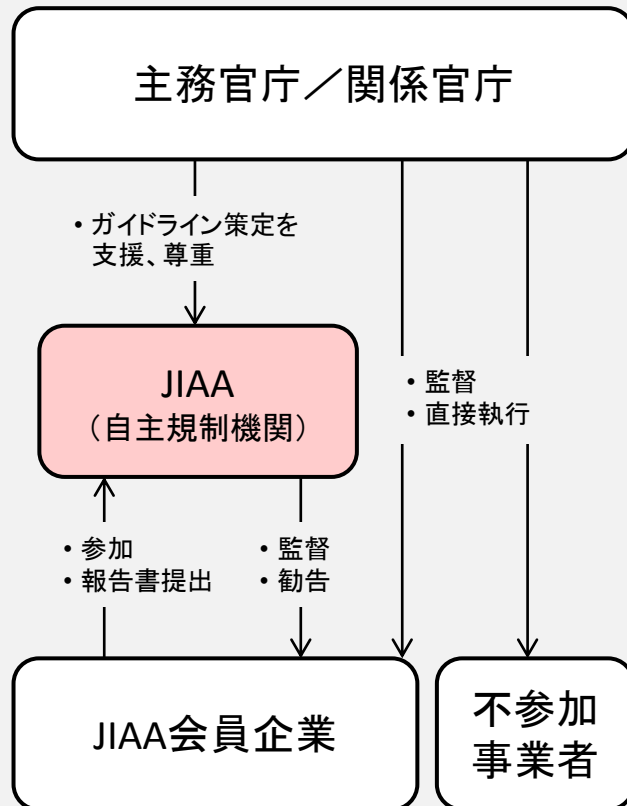 主務官庁／関係官庁
• ガイドライン策定を
支援、尊重
JIAA
（自主規制機関）
• 監督
• 直接執行
• 参加
• 報告書提出
• 監督
• 勧告
JIAA会員企業
不参加
事業者